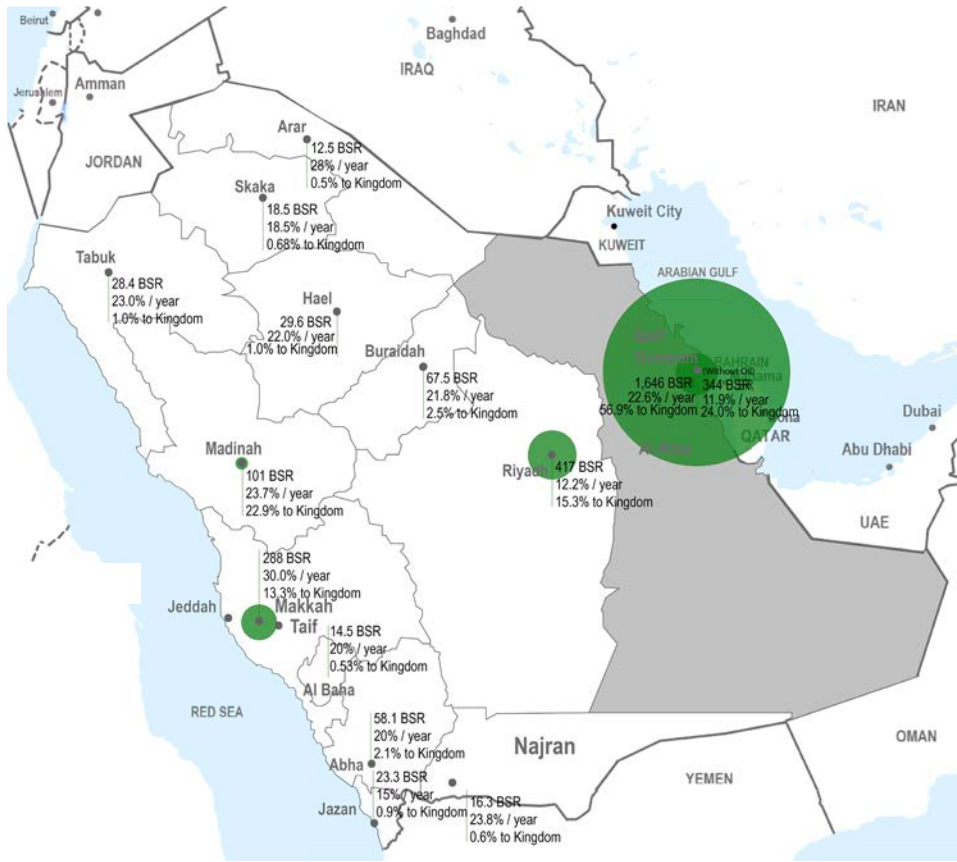 Beirut
Baghdad
IRAQ
Amman
Jerusalem
IRAN
Arar
12.5 BSR
28% / year
0.5% to Kingdom
JORDAN
Skaka
18.5 BSR
18.5% / year
0.68% to Kingdom
Kuwait City
KUWAIT
Tabuk
28.4 BSR
23.0% / year
1.0% to Kingdom
ARABIAN GULF
Hael
29.6 BSR
22.0% / year
1.0% to Kingdom
Buraidah
67.5 BSR
21.8% / year
2.5% to Kingdom
BAHRAIN
(Without Oil)
1,646 BSR
22.6% / year
56.9% to Kingdom
344 BSR
11.9% / year
24.0% to Kingdom
QATAR
Dubai
Abu Dhabi
UAE
Madinah
101 BSR
23.7% / year
22.9% to Kingdom
Riyadh
417 BSR
12.2% / year
15.3% to Kingdom
288 BSR
30.0% / year
13.3% to Kingdom
Jeddah
Makkah
Taif
14.5 BSR
20% / year
0.53% to Kingdom
Al Baha
RED SEA
58.1 BSR
20% / year
2.1% to Kingdom
Abha
23.3 BSR
15% / year
0.9% to Kingdom
Jazan
Najran
16.3 BSR
23.8% / year
0.6% to Kingdom
YEMEN
OMAN